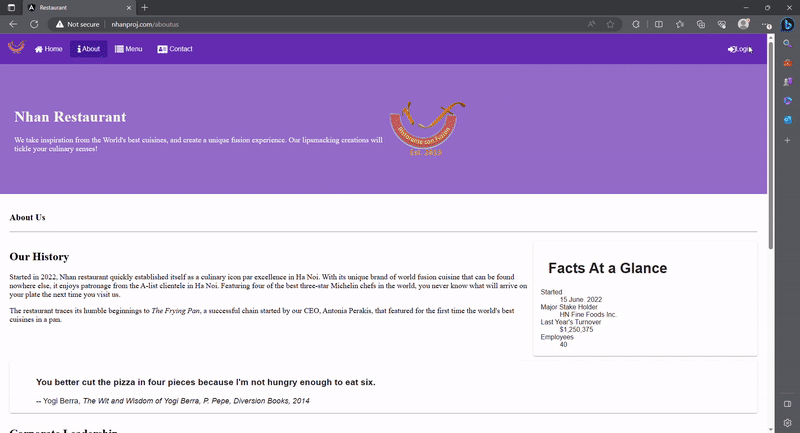 Restaurant
Not secure | nhanproj.com/aboutus
Home
About
Menu
Contact
Login
Nhan Restaurant
We take inspiration from the World's best cuisines, and create a unique fusion experience. Our lipsmacking creations will
tickle your culinary senses!
Ristorante con Fusion
About Us
Our History
Started in 2022, Nhan restaurant quickly established itself as a culinary icon par excellence in Ha Noi. With its unique brand of world fusion cuisine that can be found
nowhere else, it enjoys patronage from the A-list clientele in Ha Noi. Featuring four of the best three-star Michelin chefs in the world, you never know what will arrive on
your plate the next time you visit us.
The restaurant traces its humble beginnings to The Frying Pan, a successful chain started by our CEO, Antonia Perakis, that featured for the first time the world's best
cuisines in a pan.
Facts At a Glance
Started
15 June. 2022
Major Stake Holder
HN Fine Foods Inc.
Last Year's Turnover
$1,250,375
Employees
40
You better cut the pizza in four pieces because I'm not hungry enough to eat six.
-- Yogi Berra, The Wit and Wisdom of Yogi Berra, P. Pepe, Diversion Books, 2014
Corporate Leadership